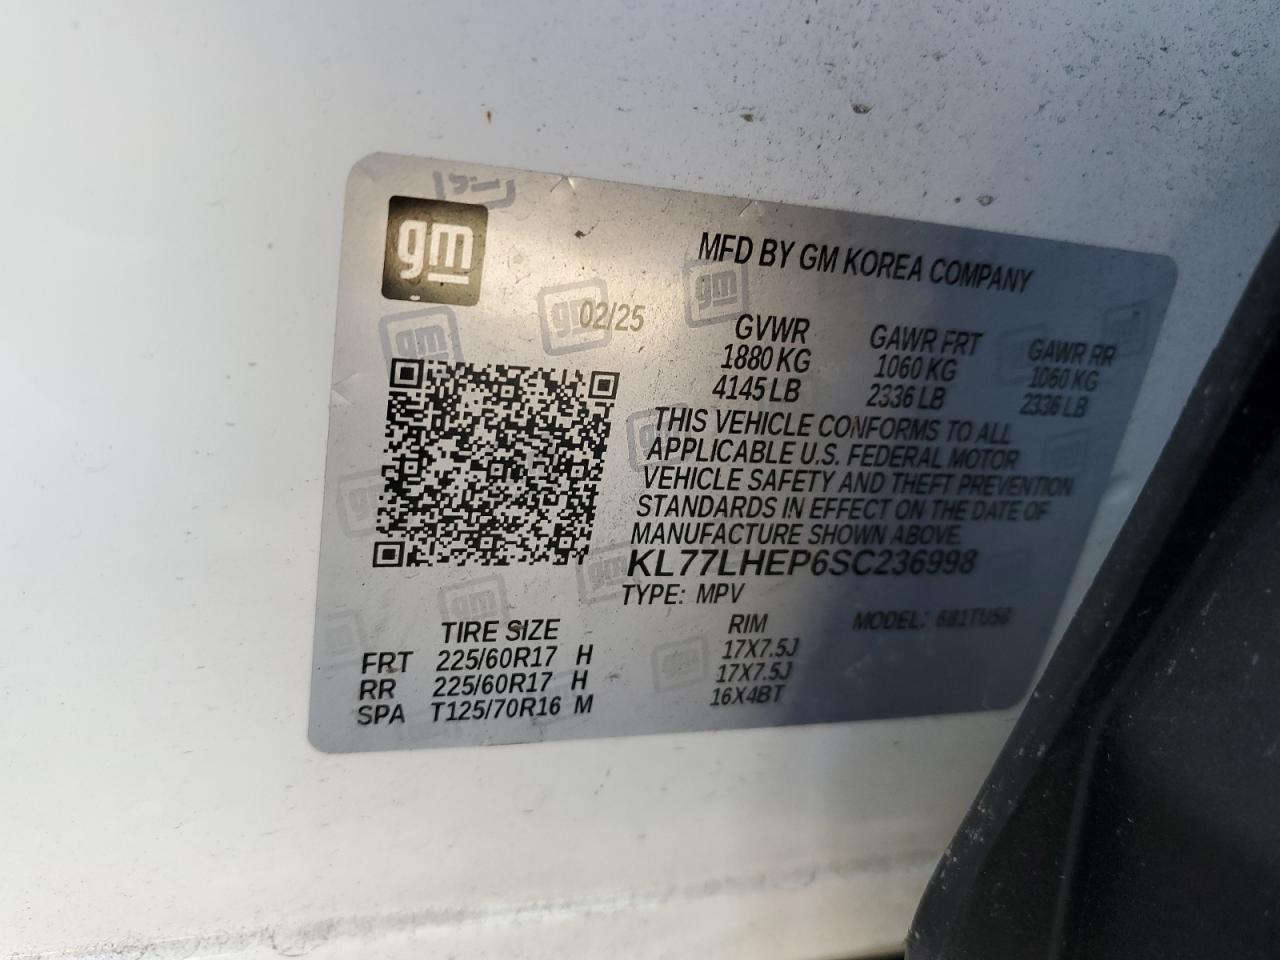 gm
MFD BY GM KOREA COMPANY
02/25
GVWR GAWR FRT GAWR RR
1880 KG 1060 KG 1060 KG
4145 LB 2336 LB 2336 LB
THIS VEHICLE CONFORMS TO ALL
APPLICABLE U.S. FEDERAL MOTOR
VEHICLE SAFETY AND THEFT PREVENTION
STANDARDS IN EFFECT ON THE DATE OF
MANUFACTURE SHOWN ABOVE.
KL77LHEP6SC236998
TYPE: MPV
MODEL:
TIRE SIZE RIM
FRT 225/60R17 H 17X7.5J
RR 225/60R17 H 17X7.5J
SPA T125/70R16 M 16X4BT